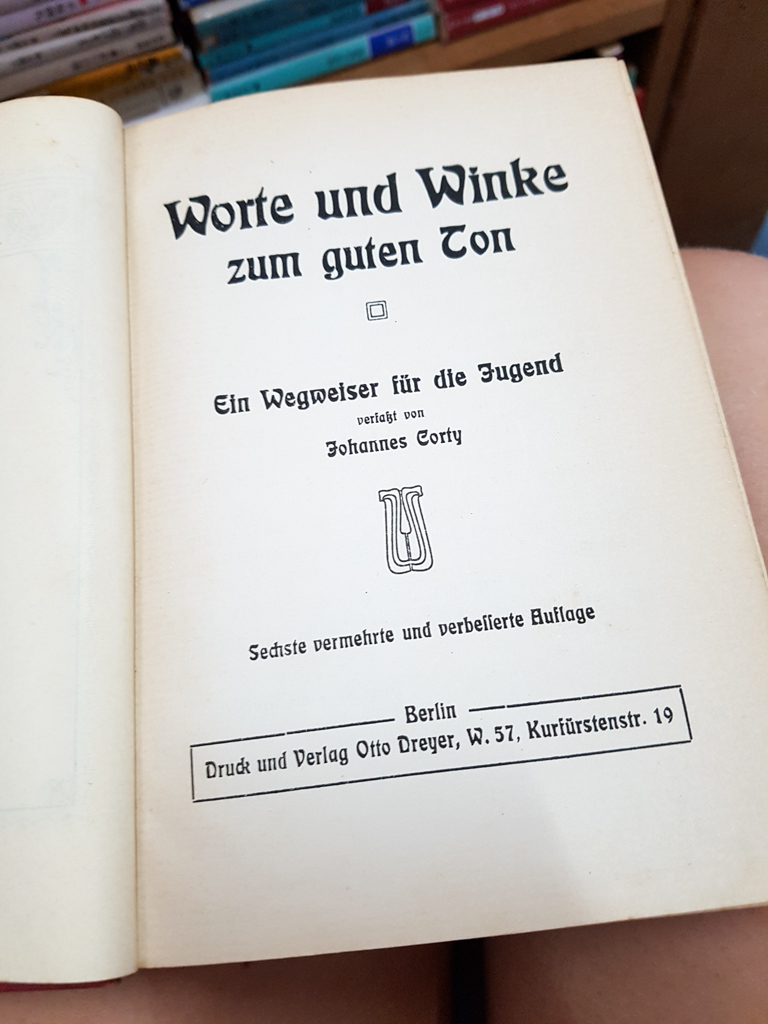 Worte und Winke
zum guten Ton
Ein Wegweiser für die Jugend
verfaßt von
Johannes Corty
Sechste vermehrte und verbeſſerte Auflage
Berlin
Druck und Verlag Otto Dreyer, W. 57, Kurfürstenstr. 19